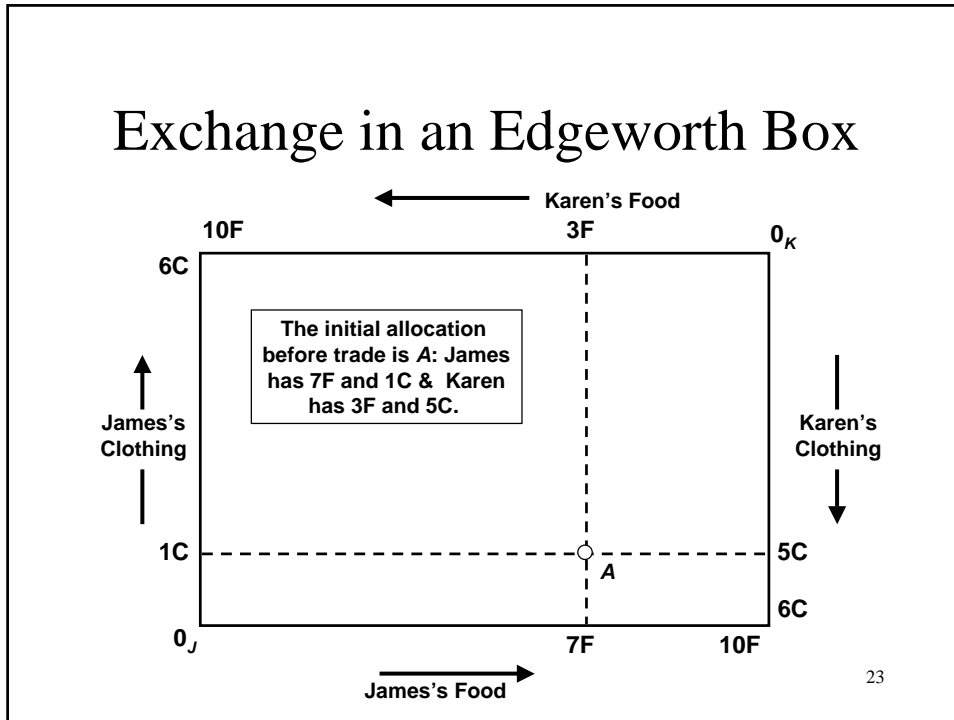 Exchange in an Edgeworth Box
Karen's Food
10F
3F
0K
6C
The initial allocation
before trade is A: James
has 7F and 1C & Karen
has 3F and 5C.
James's
Clothing
Karen's
Clothing
1C
5C
A
6C
0J
7F
10F
James's Food
23